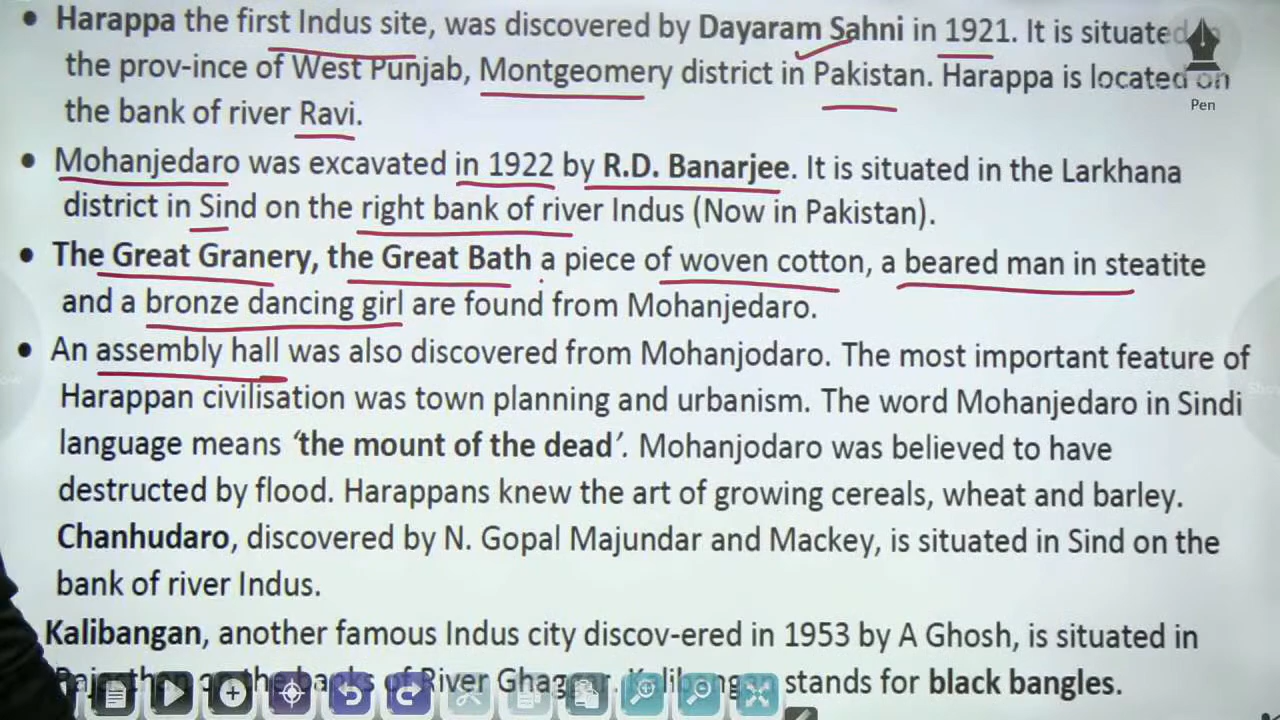 • Harappa the first Indus site, was discovered by Dayaram Sahni in 1921. It is situated
the prov-ince of West Punjab, Montgeomery district in Pakistan. Harappa is located on
the bank of river Ravi.
Pen
• Mohanjedaro was excavated in 1922 by R.D. Banarjee. It is situated in the Larkhana
district in Sind on the right bank of river Indus (Now in Pakistan).
• The Great Granery, the Great Bath a piece of woven cotton, a beared man in steatite
and a bronze dancing girl are found from Mohanjedaro.
• An assembly hall was also discovered from Mohanjodaro. The most important feature of
Harappan civilisation was town planning and urbanism. The word Mohanjedaro in Sindi
language means ‘the mount of the dead’. Mohanjodaro was believed to have
destructed by flood. Harappans knew the art of growing cereals, wheat and barley.
Chanhudaro, discovered by N. Gopal Majundar and Mackey, is situated in Sind on the
bank of river Indus.
Kalibangan, another famous Indus city discov-ered in 1953 by A Ghosh, is situated in
Rajasthan on the banks of River Ghaggar. Kalibangan stands for black bangles.